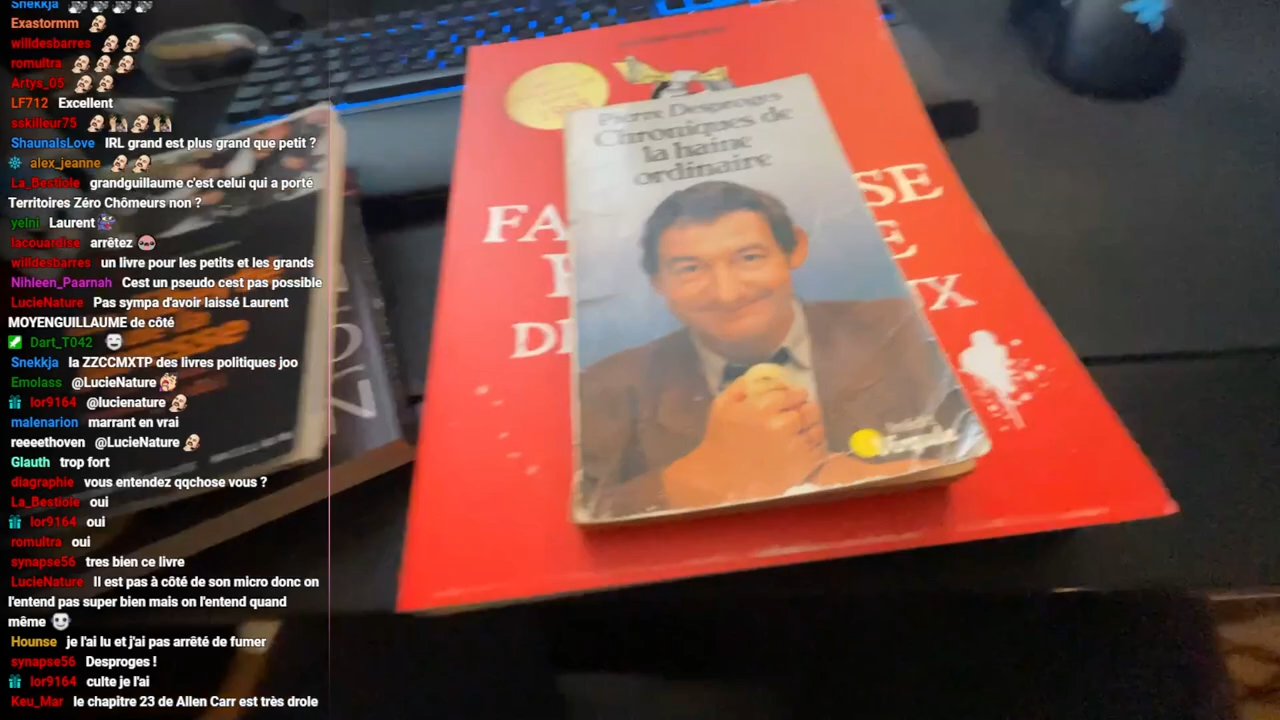 Snekkja
Exastormm
willdesbarres
romultra
Artys_05
LF712 Excellent
sskilleur75
ShaunaIsLove IRL grand est plus grand que petit ?
alex_jeanne
La_Bestiole grandguillaume c'est celui qui a porté
Territoires Zéro Chômeurs non ?
yelni Laurent
lacouardise arrêtez
willdesbarres un livre pour les petits et les grands
Nihleen_Paarnah Cest un pseudo cest pas possible
LucieNature Pas sympa d'avoir laissé Laurent
MOYENGUILLAUME de côté
Dart_T042
Snekkja la ZZCCMXTP des livres politiques joo
Emolass @LucieNature
lor9164 @lucienature
malenarion marrant en vrai
reeeethoven @LucieNature
Glauth trop fort
diagraphie vous entendez qqchose vous ?
La_Bestiole oui
lor9164 oui
romultra oui
synapse56 tres bien ce livre
LucieNature Il est pas à côté de son micro donc on
l'entend pas super bien mais on l'entend quand
même
Hounse je l'ai lu et j'ai pas arrêté de fumer
synapse56 Desproges !
lor9164 culte je l'ai
Keu_Mar le chapitre 23 de Allen Carr est très drole
Pierre Desproges
Chroniques de
la haine
ordinaire
FA SE
E
DE UX